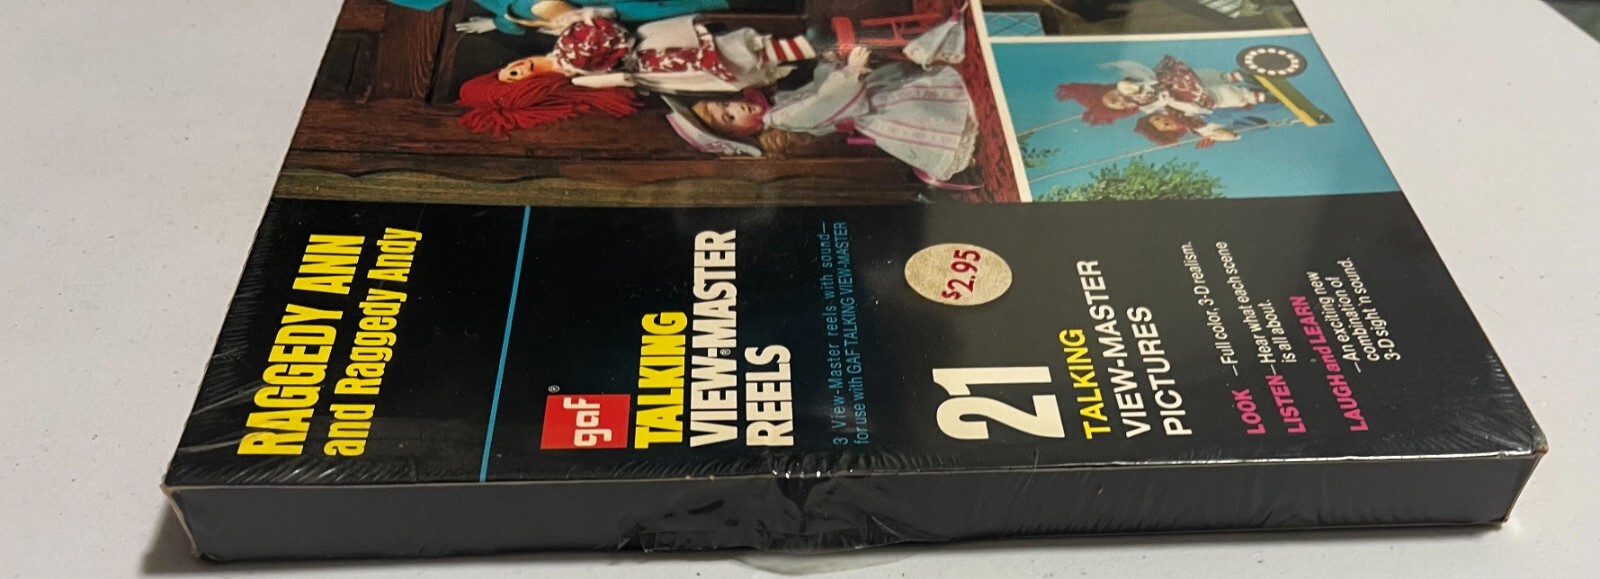 RAGGEDY ANN
and Raggedy Andy
gaf®
TALKING
VIEW-MASTER®
REELS
3 View-Master reels with sound—
for use with GAF TALKING VIEW-MASTER
$2.95
21
TALKING
VIEW-MASTER
PICTURES
LOOK – Full color, 3-D realism.
LISTEN – Hear what each scene
is all about.
LAUGH and LEARN
– An exciting new
combination of
3-D sight 'n sound.